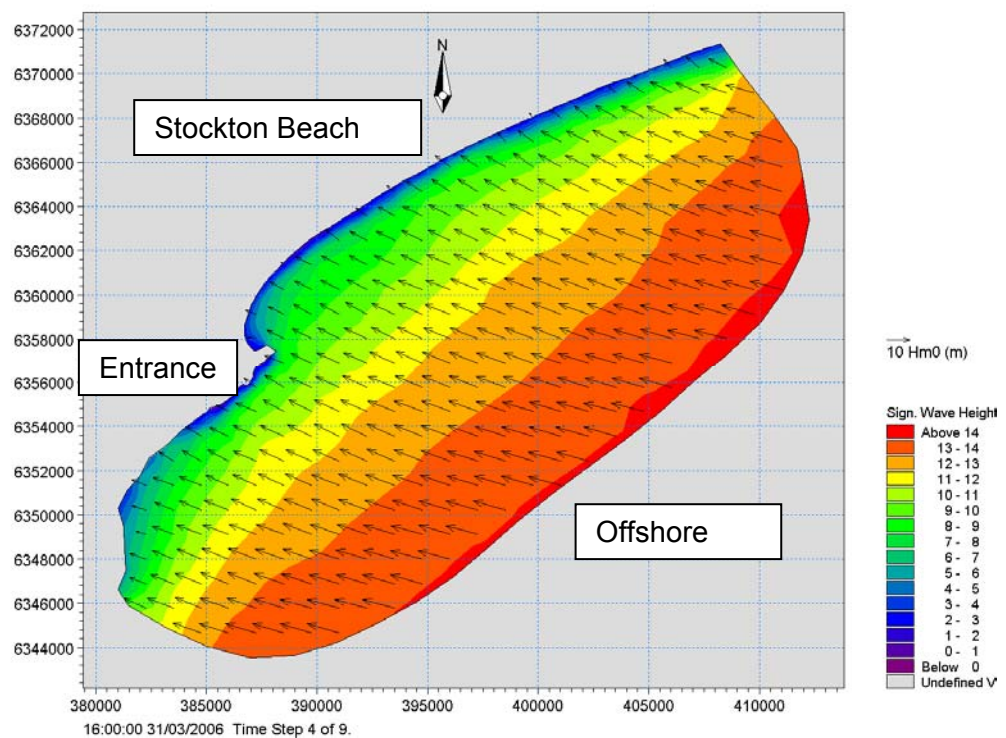 6372000
6370000
6368000
6366000
6364000
6362000
6360000
6358000
6356000
6354000
6352000
6350000
6348000
6346000
6344000
N
Stockton Beach
Entrance
Offshore
380000 385000 390000 395000 400000 405000 410000
16:00:00 31/03/2006 Time Step 4 of 9.
10 Hm0 (m)
Sign. Wave Height
Above 14
13 - 14
12 - 13
11 - 12
10 - 11
9 - 10
8 - 9
7 - 8
6 - 7
5 - 6
4 - 5
3 - 4
2 - 3
1 - 2
0 - 1
Below 0
Undefined V